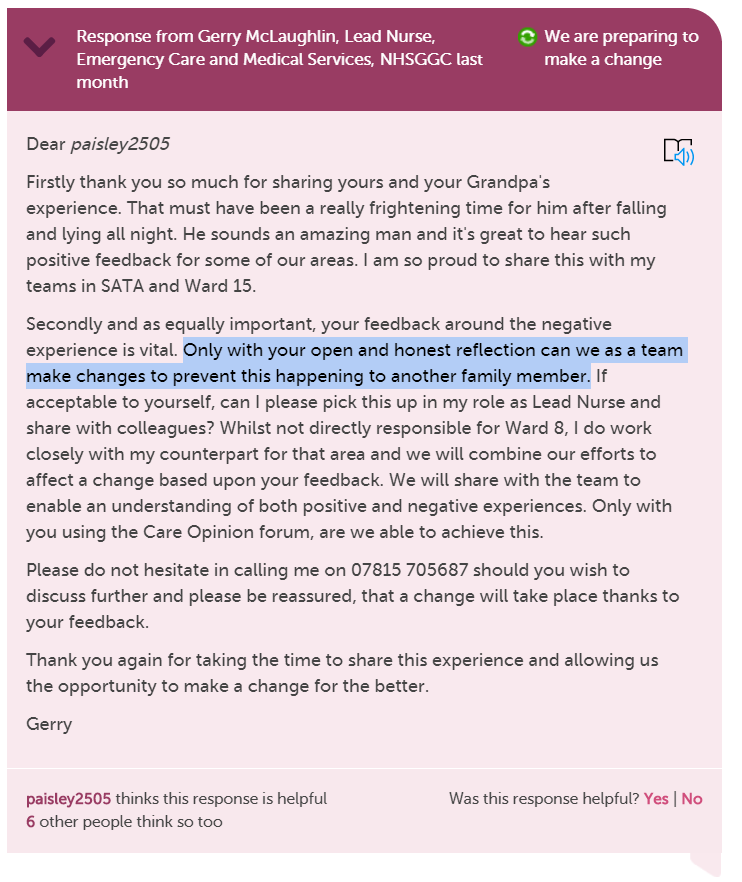 Response from Gerry McLaughlin, Lead Nurse,
Emergency Care and Medical Services, NHSGGC last
month
We are preparing to
make a change
Dear paisley2505
Firstly thank you so much for sharing yours and your Grandpa's
experience. That must have been a really frightening time for him after falling
and lying all night. He sounds an amazing man and it's great to hear such
positive feedback for some of our areas. I am so proud to share this with my
teams in SATA and Ward 15.
Secondly and as equally important, your feedback around the negative
experience is vital. Only with your open and honest reflection can we as a team
make changes to prevent this happening to another family member. If
acceptable to yourself, can I please pick this up in my role as Lead Nurse and
share with colleagues? Whilst not directly responsible for Ward 8, I do work
closely with my counterpart for that area and we will combine our efforts to
affect a change based upon your feedback. We will share with the team to
enable an understanding of both positive and negative experiences. Only with
you using the Care Opinion forum, are we able to achieve this.
Please do not hesitate in calling me on 07815 705687 should you wish to
discuss further and please be reassured, that a change will take place thanks to
your feedback.
Thank you again for taking the time to share this experience and allowing us
the opportunity to make a change for the better.
Gerry
paisley2505 thinks this response is helpful
6 other people think so too
Was this response helpful? Yes | No